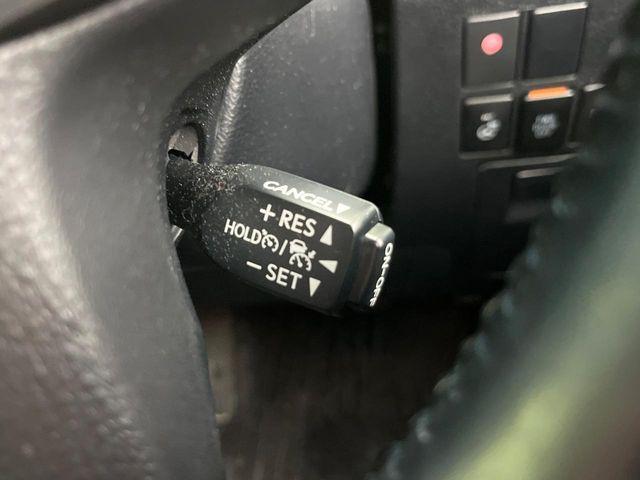 CANCEL
+ RES
HOLD /
− SET
ON-OFF